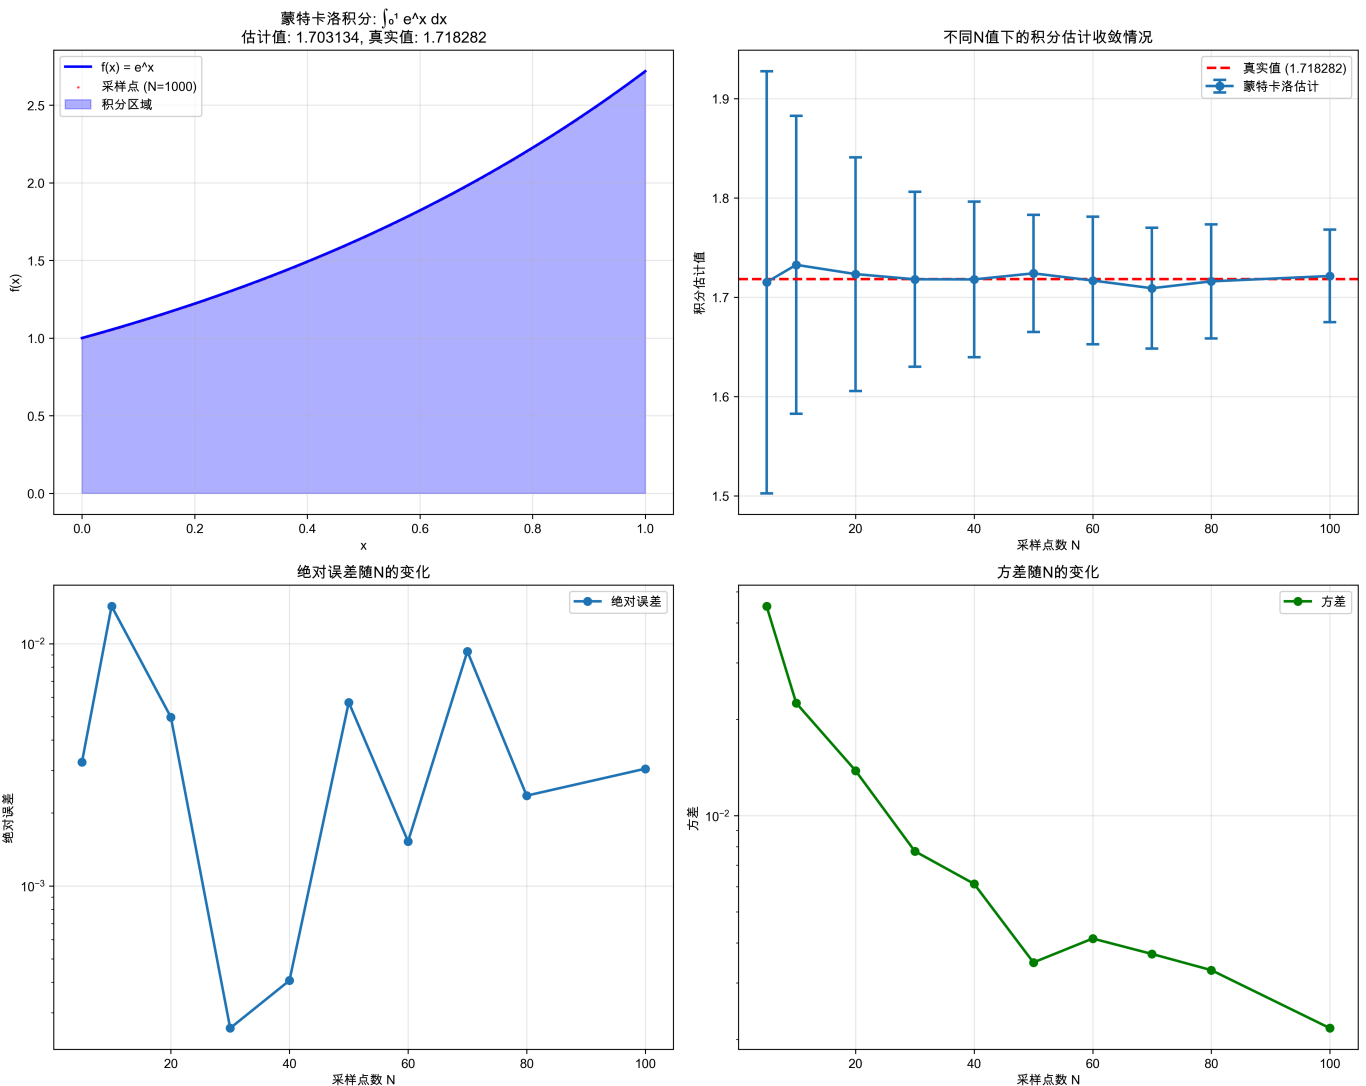 蒙特卡洛积分: ∫₀¹ e^x dx
估计值: 1.703134, 真实值: 1.718282
f(x) = e^x
采样点 (N=1000)
积分区域
f(x)
2.5
2.0
1.5
1.0
0.5
0.0
0.0 0.2 0.4 0.6 0.8 1.0
x
不同N值下的积分估计收敛情况
真实值 (1.718282)
蒙特卡洛估计
积分估计值
1.9
1.8
1.7
1.6
1.5
20 40 60 80 100
采样点数 N
绝对误差随N的变化
绝对误差
绝对误差
10⁻²
10⁻³
20 40 60 80 100
采样点数 N
方差随N的变化
方差
方差
10⁻²
20 40 60 80 100
采样点数 N